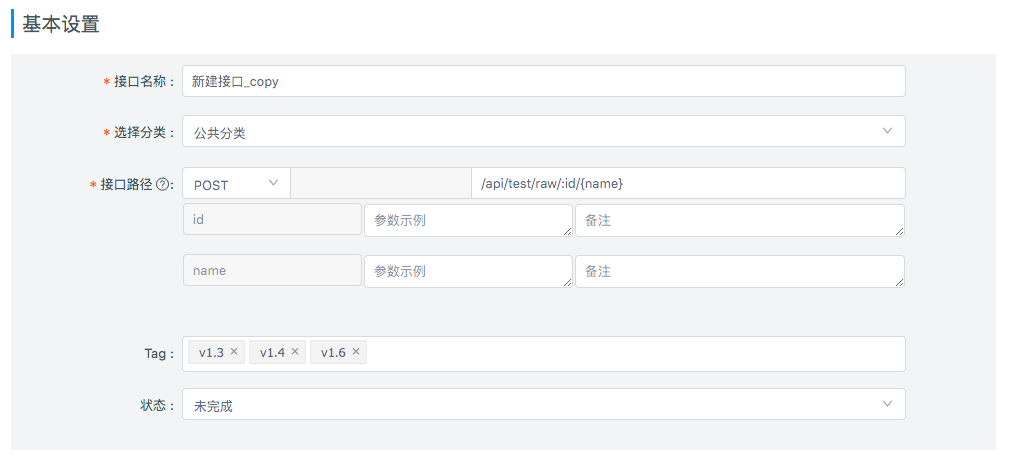 基本设置
* 接口名称 : 新建接口_copy
* 选择分类 : 公共分类
* 接口路径 ? : POST /api/test/raw/:id/{name}
id 参数示例 备注
name 参数示例 备注
Tag : v1.3 × v1.4 × v1.6 ×
状态 : 未完成